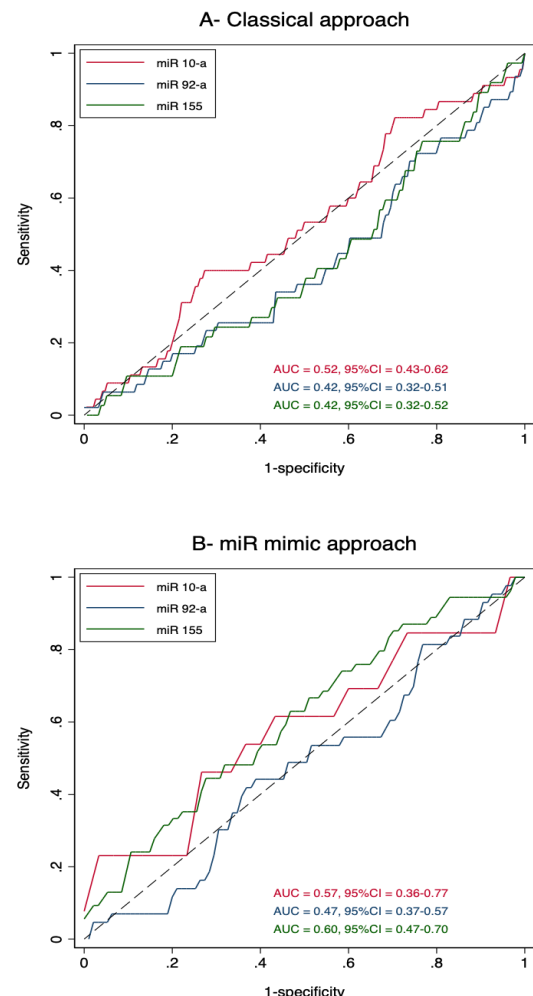 A- Classical approach
miR 10-a
miR 92-a
miR 155
1
.8
.6
.4
.2
0
Sensitivity
AUC = 0.52, 95%CI = 0.43-0.62
AUC = 0.42, 95%CI = 0.32-0.51
AUC = 0.42, 95%CI = 0.32-0.52
0 .2 .4 .6 .8 1
1-specificity
B- miR mimic approach
miR 10-a
miR 92-a
miR 155
1
.8
.6
.4
.2
0
Sensitivity
AUC = 0.57, 95%CI = 0.36-0.77
AUC = 0.47, 95%CI = 0.37-0.57
AUC = 0.60, 95%CI = 0.47-0.70
0 .2 .4 .6 .8 1
1-specificity